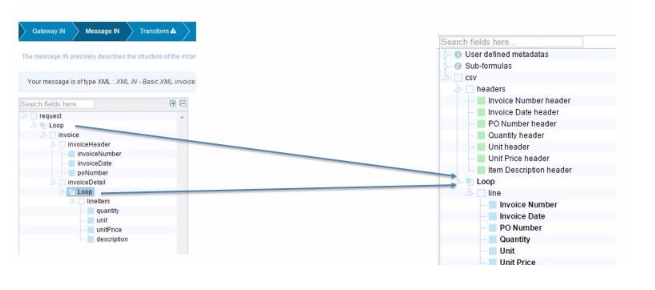 Gateway IN
Message IN
Transform
The message IN precisely describes the structure of the incor
Your message is of type XML : XML IN - Basic XML invoice.
Search fields here...
request
Loop
invoice
invoiceHeader
invoiceNumber
invoiceDate
poNumber
invoiceDetail
Loop
lineItem
quantity
unit
unitPrice
description
Search fields here...
User defined metadatas
Sub-formulas
csv
headers
Invoice Number header
Invoice Date header
PO Number header
Quantity header
Unit header
Unit Price header
Item Description header
Loop
line
Invoice Number
Invoice Date
PO Number
Quantity
Unit
Unit Price